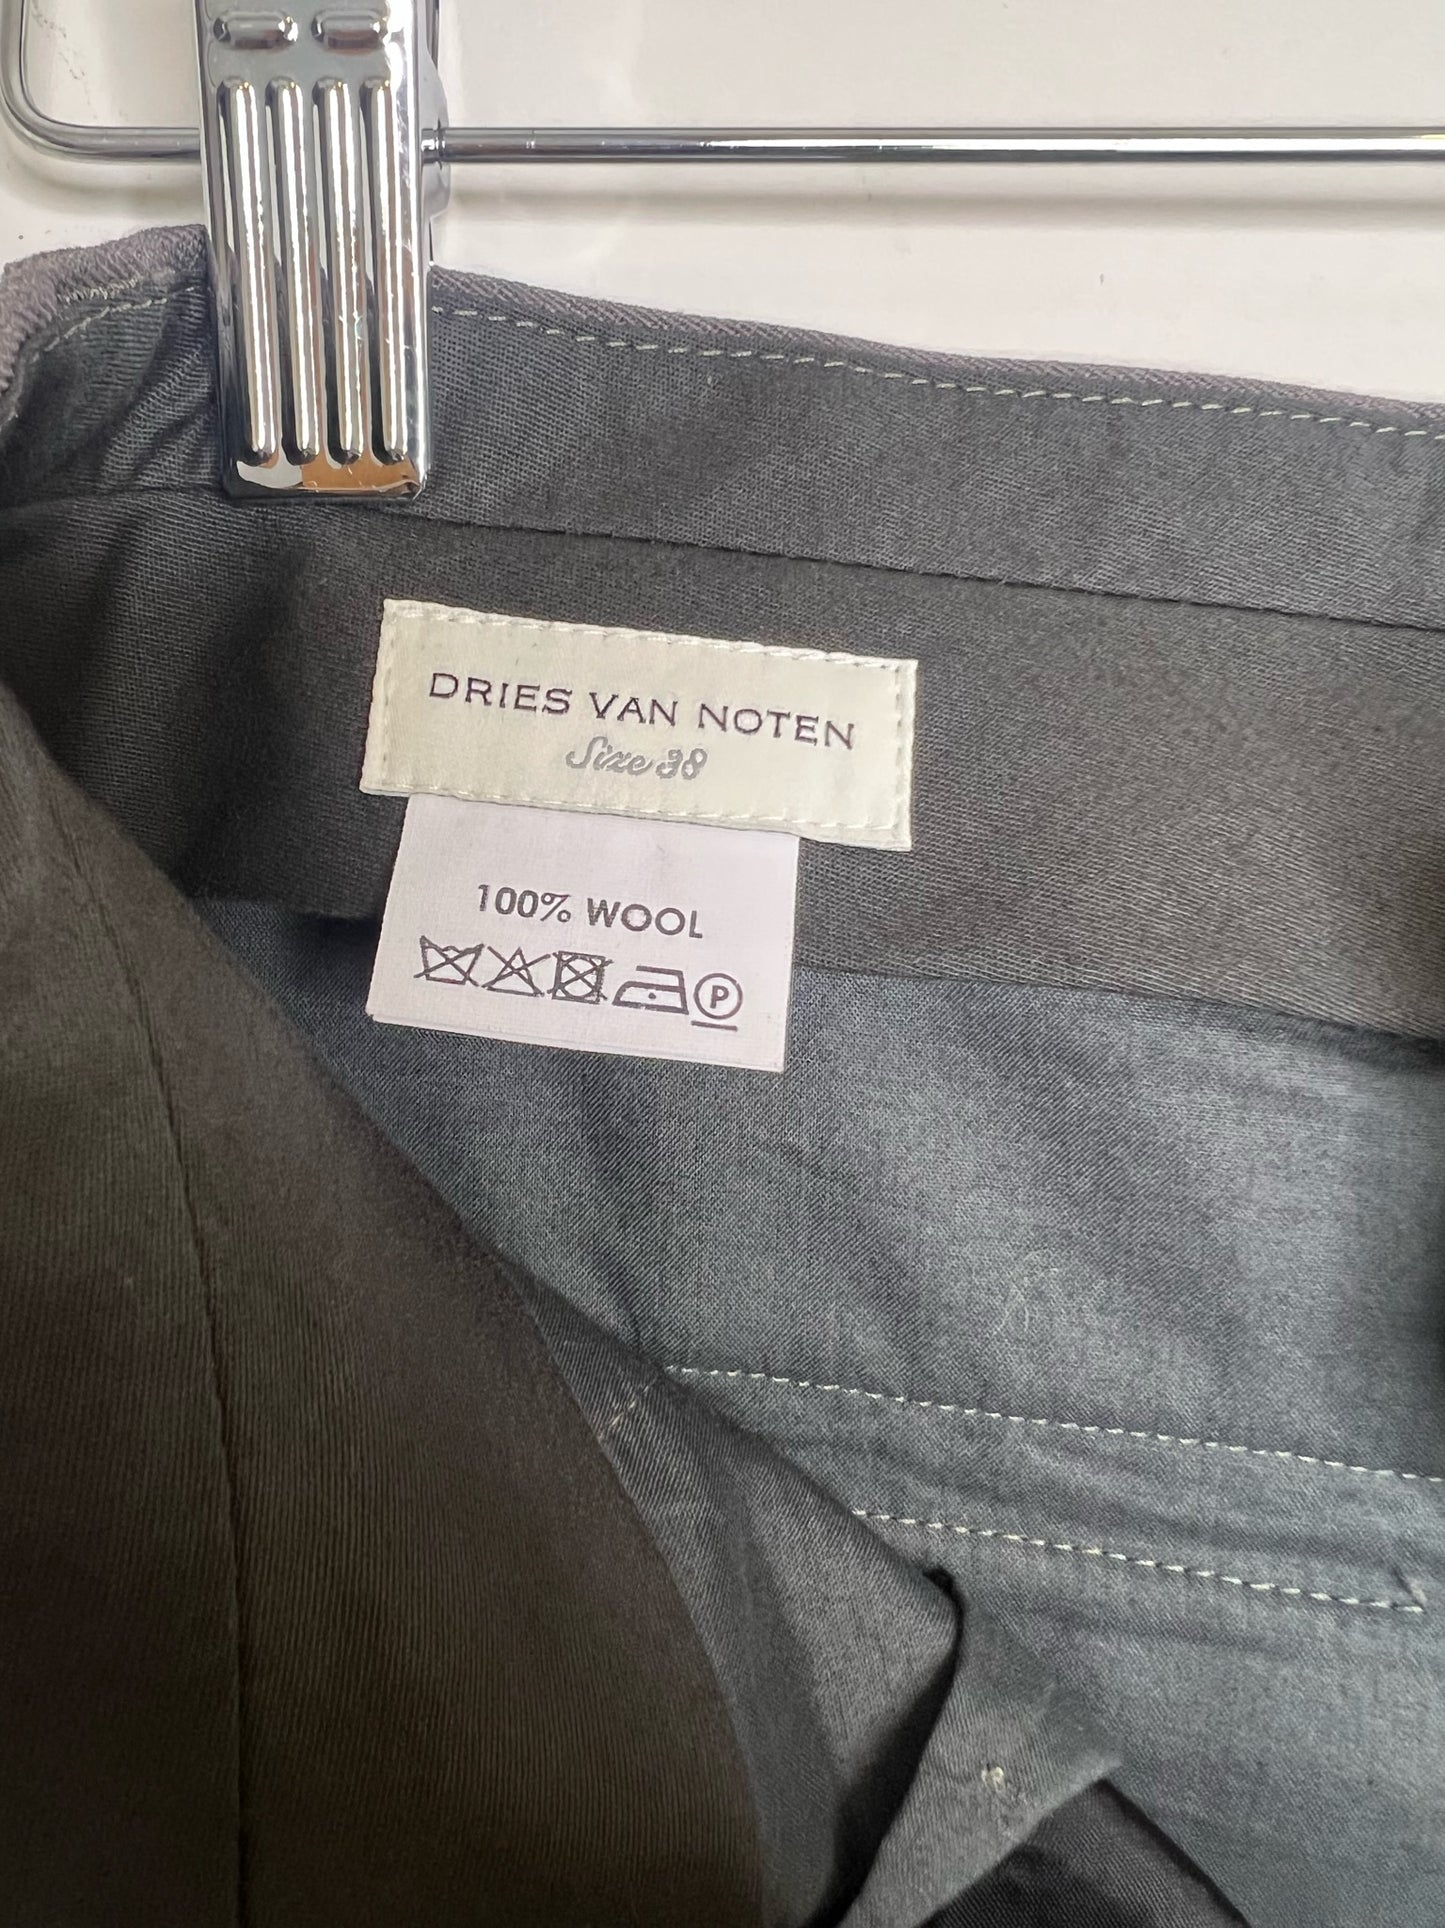 DRIES VAN NOTEN
Size 38
100% WOOL
P